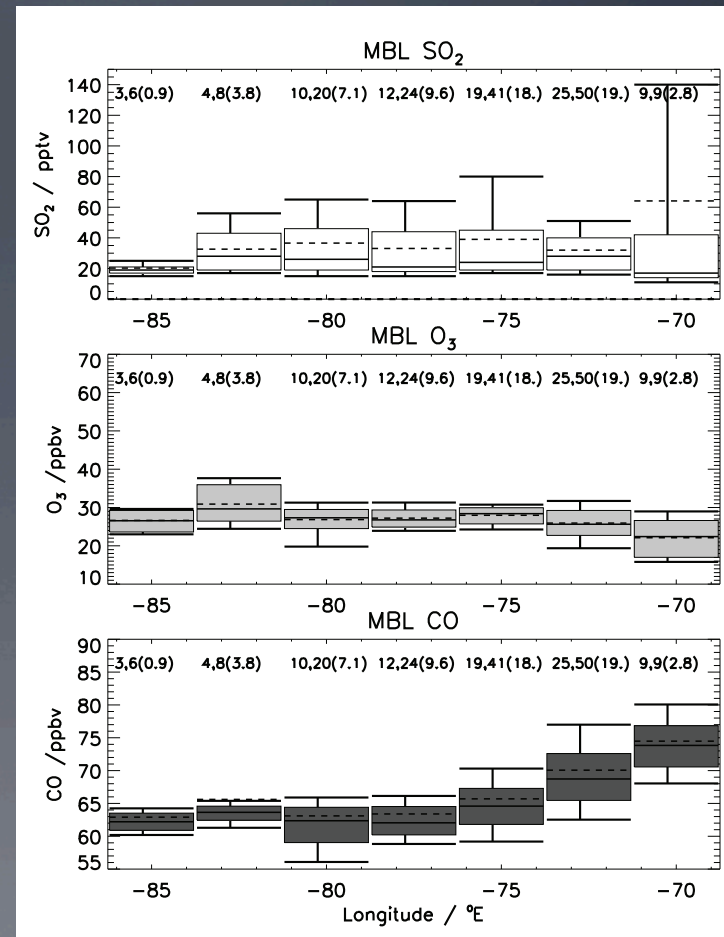 MBL SO₂
3,6(0.9) 4,8(3.8) 10,20(7.1) 12,24(9.6) 19,41(18.) 25,50(19.) 9,9(2.8)
SO₂ / pptv
140
120
100
80
60
40
20
0
-85 -80 -75 -70
MBL O₃
3,6(0.9) 4,8(3.8) 10,20(7.1) 12,24(9.6) 19,41(18.) 25,50(19.) 9,9(2.8)
O₃ /ppbv
70
60
50
40
30
20
10
-85 -80 -75 -70
MBL CO
3,6(0.9) 4,8(3.8) 10,20(7.1) 12,24(9.6) 19,41(18.) 25,50(19.) 9,9(2.8)
CO /ppbv
90
85
80
75
70
65
60
55
-85 -80 -75 -70
Longitude / °E